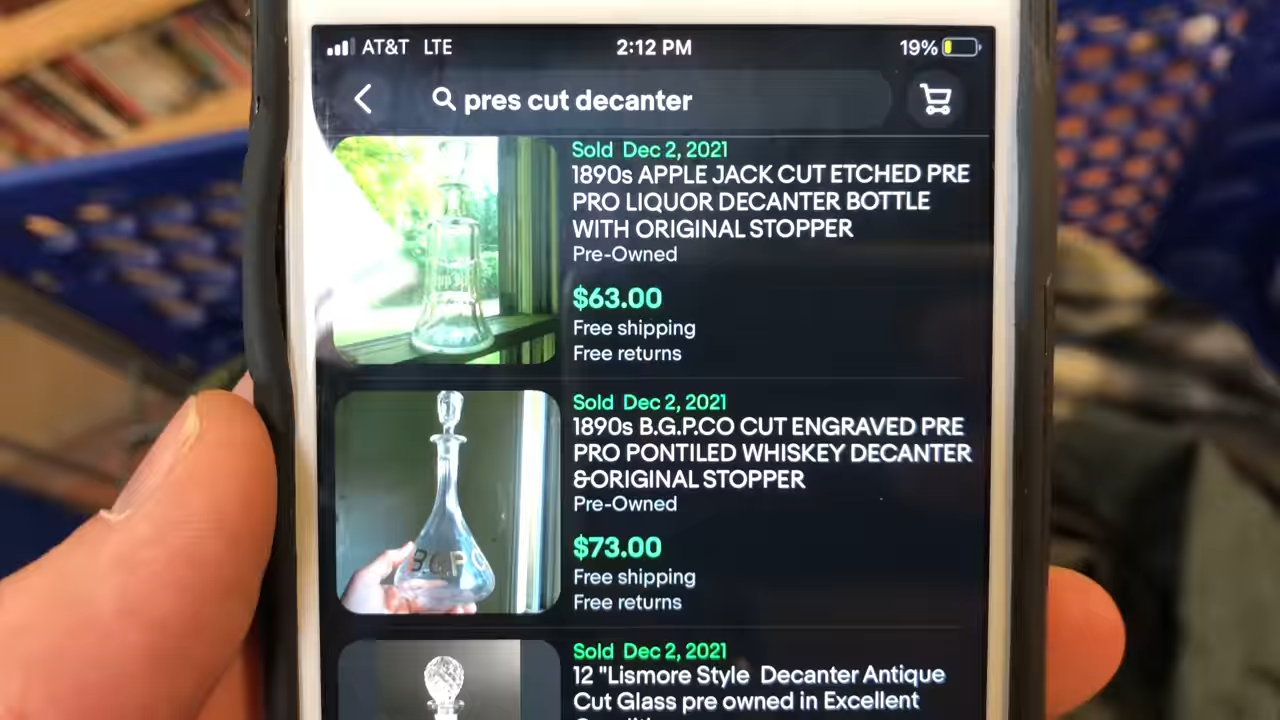 AT&T LTE 2:12 PM 19%
pres cut decanter
Sold Dec 2, 2021
1890s APPLE JACK CUT ETCHED PRE
PRO LIQUOR DECANTER BOTTLE
WITH ORIGINAL STOPPER
Pre-Owned
$63.00
Free shipping
Free returns
Sold Dec 2, 2021
1890s B.G.P.CO CUT ENGRAVED PRE
PRO PONTILED WHISKEY DECANTER
&ORIGINAL STOPPER
Pre-Owned
$73.00
Free shipping
Free returns
Sold Dec 2, 2021
12 "Lismore Style Decanter Antique
Cut Glass pre owned in Excellent